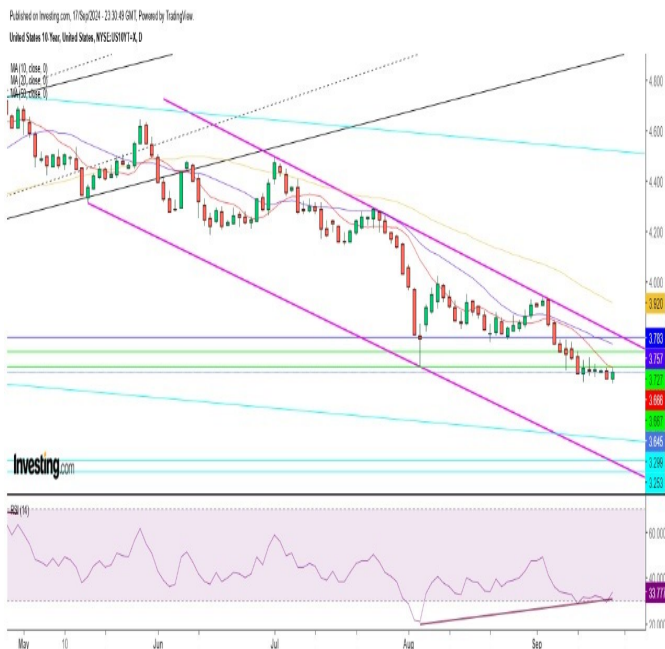 Published on Investing.com, 17/Sep/2024 - 23:30:49 GMT, Powered by TradingView.
United States 10-Year, United States, NYSE:US10YT=X, D
MA (10, close, 0)
MA (20, close, 0)
MA (50, close, 0)
4.800
4.600
4.400
4.200
4.000
3.920
3.783
3.757
3.727
3.666
3.667
3.645
3.299
3.253
Investing.com
RSI (14)
60.000
40.000
33.777
20.000
May 10 Jun Jul Aug Sep